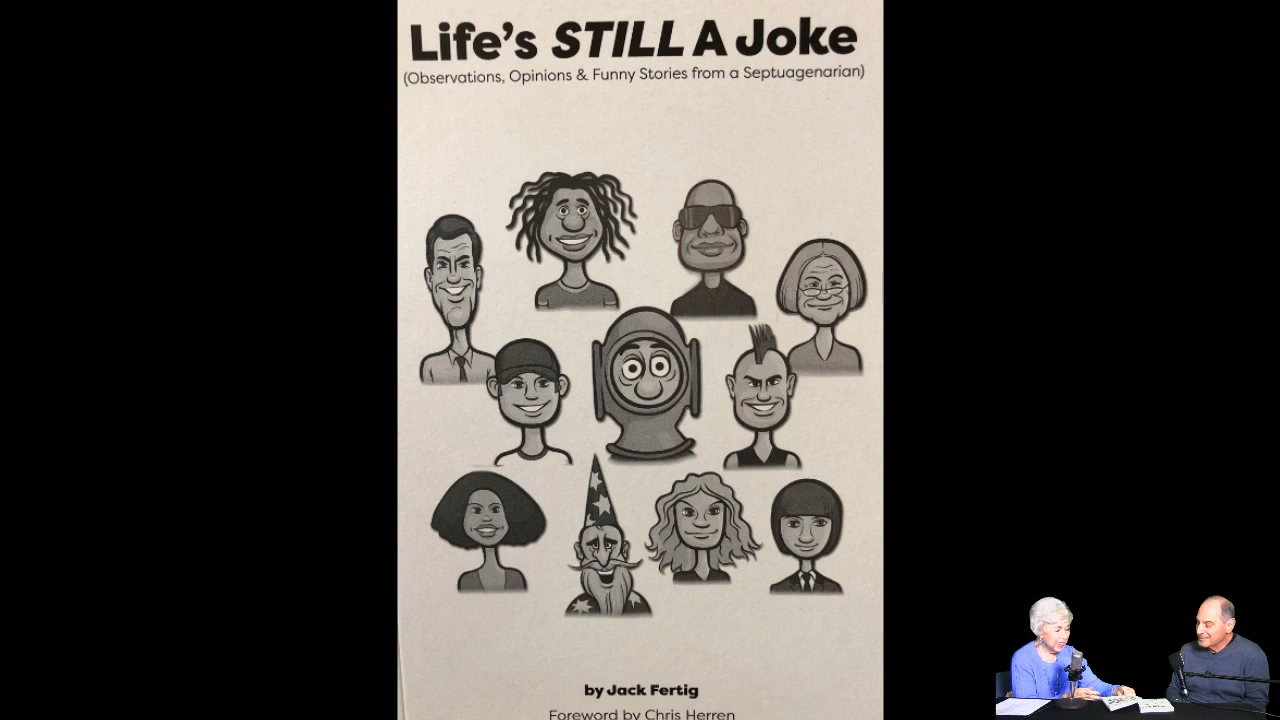 Life's STILL A Joke
(Observations, Opinions & Funny Stories from a Septuagenarian)
by Jack Fertig
Foreword by Chris Herren